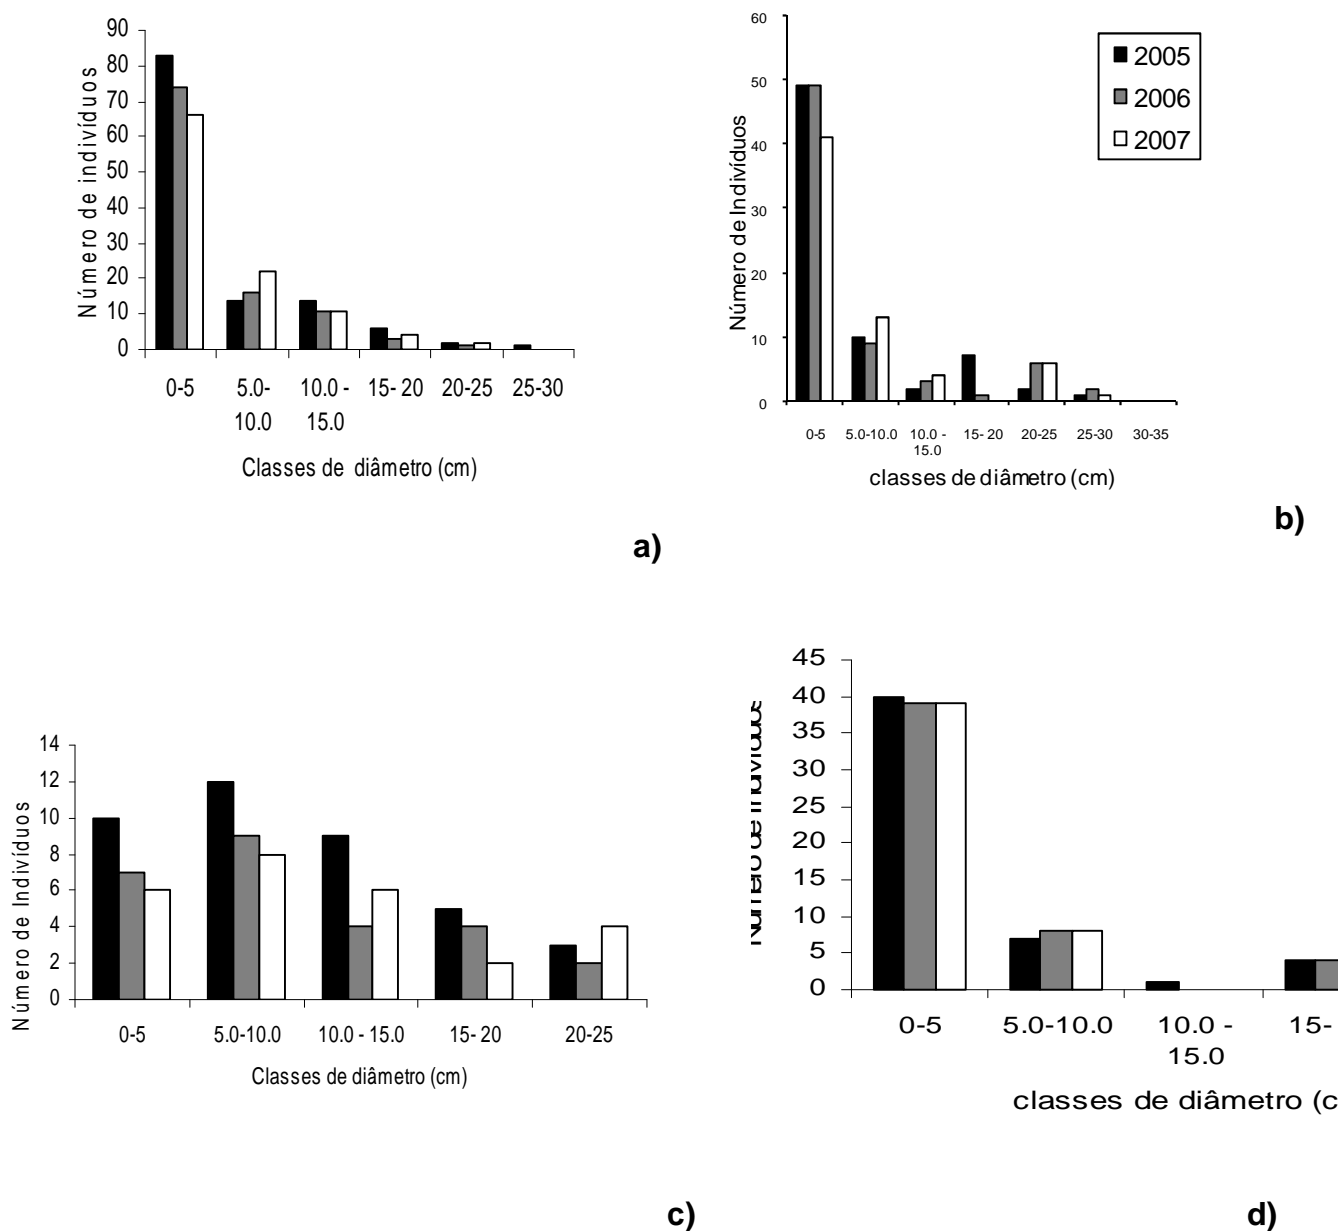 90
80
70
60
50
40
30
20
10
0
Número de indivíduos
0-5 5.0- 10.0 - 15- 20 20-25 25-30
10.0 15.0
Classes de diâmetro (cm)
a)
60
50
40
30
20
10
0
Número de Indivíduos
2005
2006
2007
0-5 5.0-10.0 10.0 - 15- 20 20-25 25-30 30-35
15.0
classes de diâmetro (cm)
b)
14
12
10
8
6
4
2
0
Número de Indivíduos
0-5 5.0-10.0 10.0 - 15.0 15- 20 20-25
Classes de diâmetro (cm)
c)
45
40
35
30
25
20
15
10
5
0
Número de Indivíduos
0-5 5.0-10.0 10.0 - 15-
15.0
classes de diâmetro (c
d)